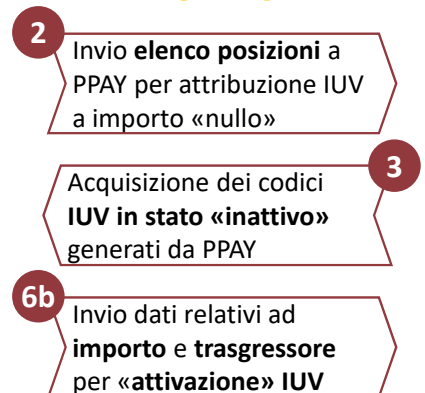 2
Invio elenco posizioni a
PPAY per attribuzione IUV
a importo «nullo»
3
Acquisizione dei codici
IUV in stato «inattivo»
generati da PPAY
6b
Invio dati relativi ad
importo e trasgressore
per «attivazione» IUV